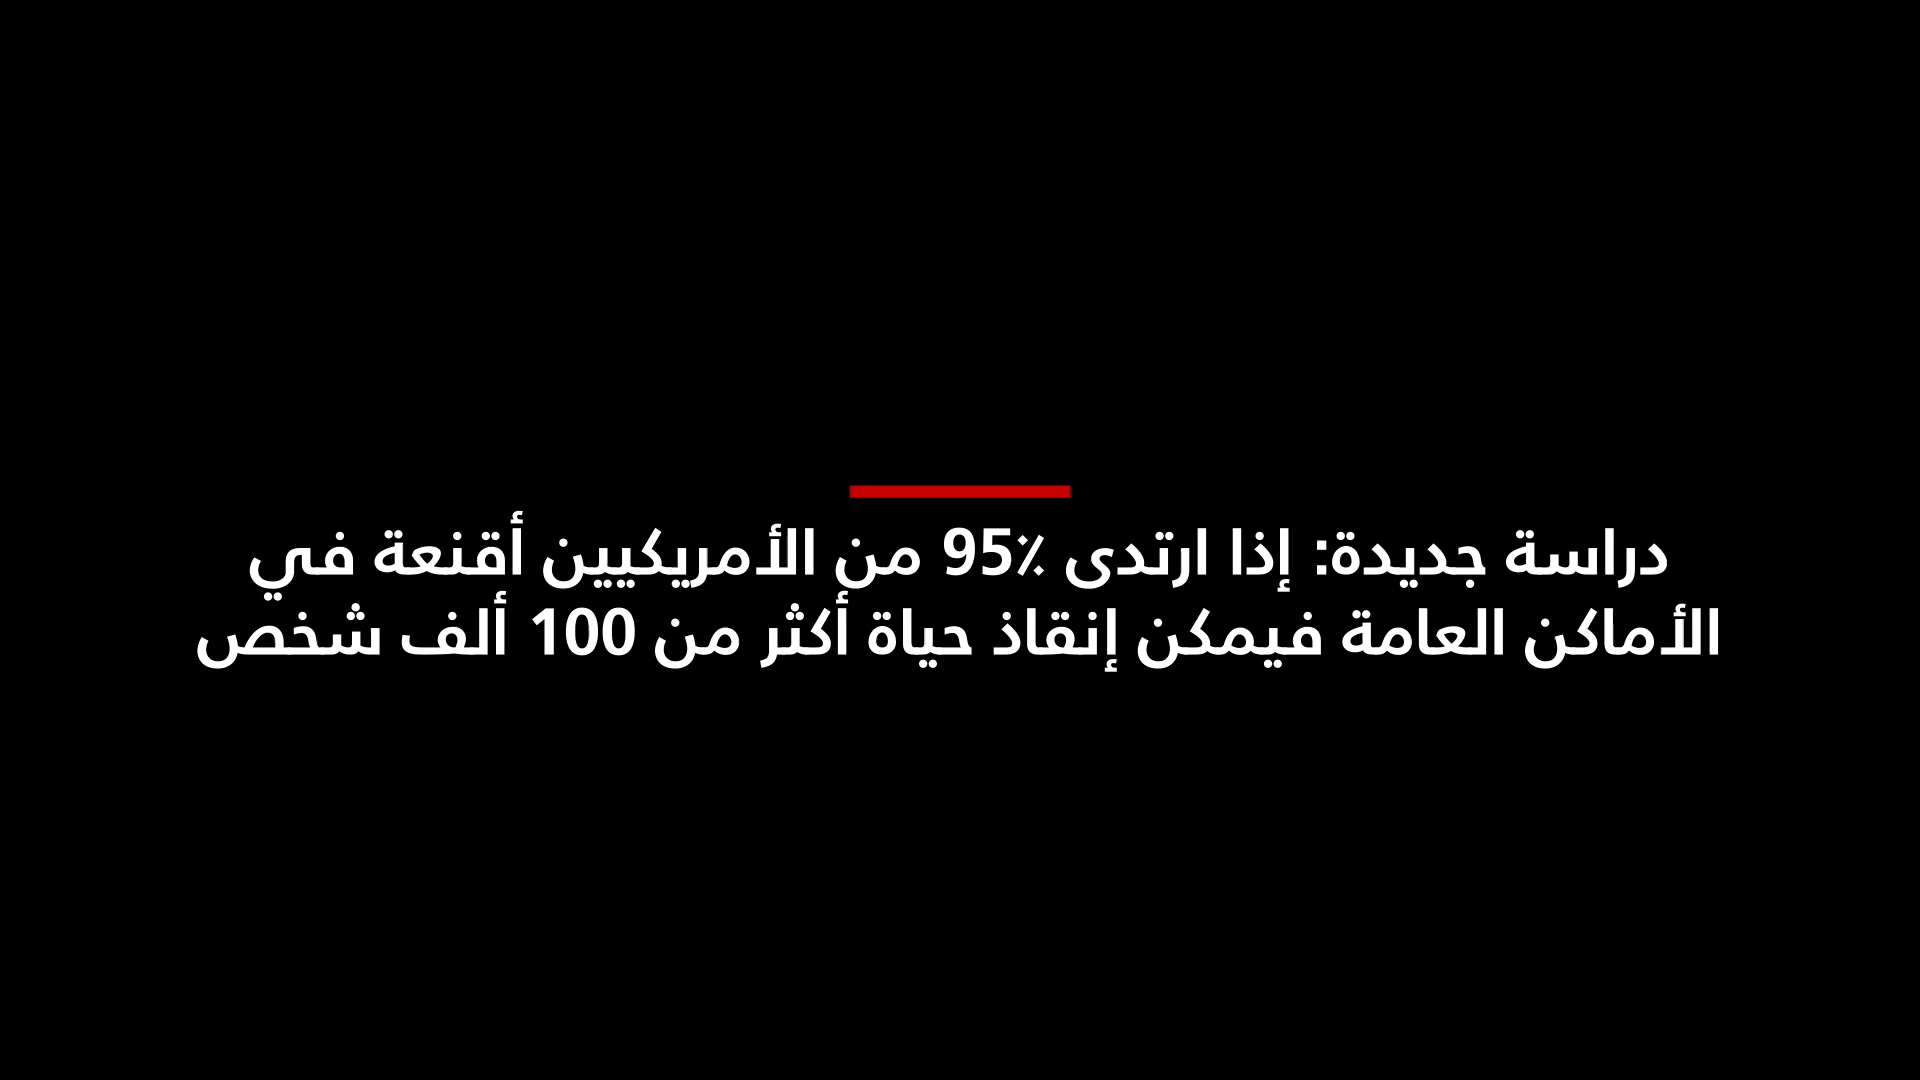 دراسة جديدة: إذا ارتدى 95٪ من الأمريكيين أقنعة في
الأماكن العامة فيمكن إنقاذ حياة أكثر من 100 ألف شخص